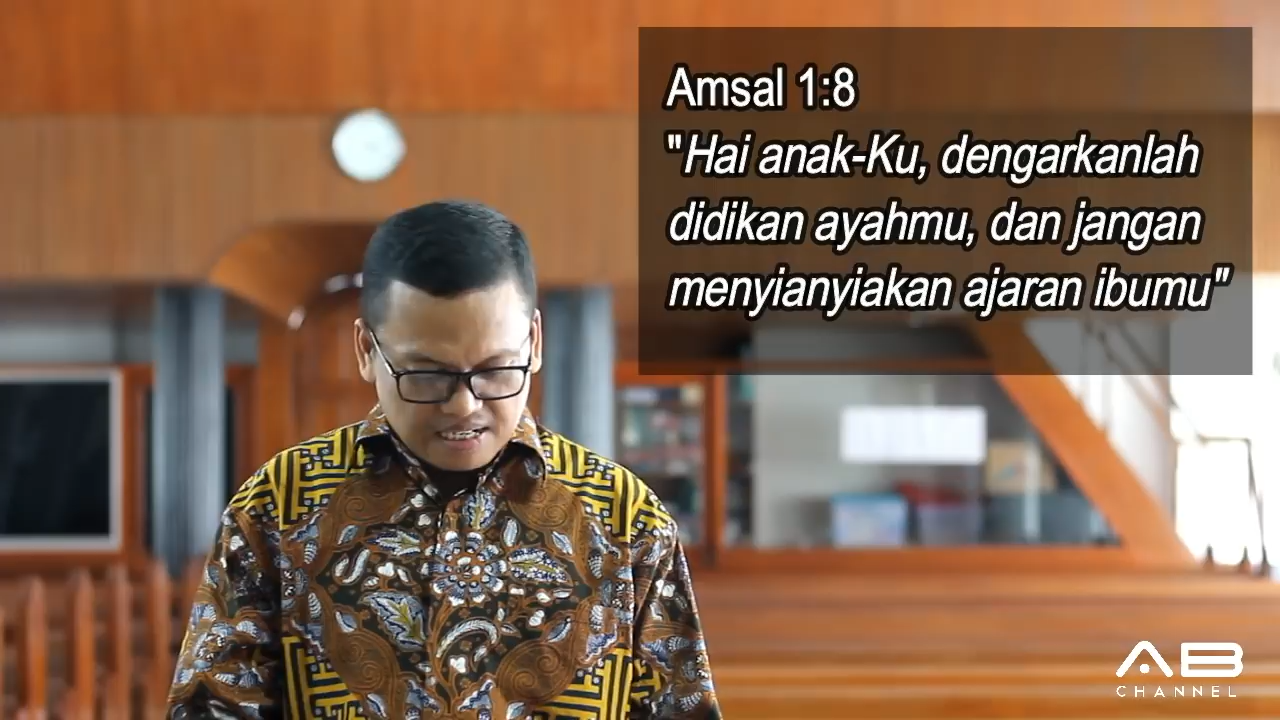 Amsal 1:8
"Hai anak-Ku, dengarkanlah
didikan ayahmu, dan jangan
menyianyiakan ajaran ibumu"
AB
CHANNEL